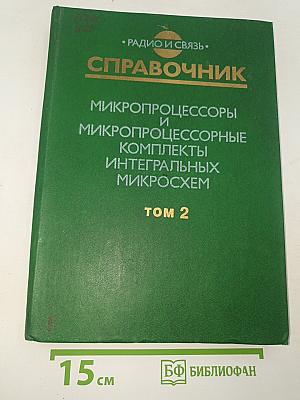 • РАДИО И СВЯЗЬ •
СПРАВОЧНИК
МИКРОПРОЦЕССОРЫ
И
МИКРОПРОЦЕССОРНЫЕ
КОМПЛЕКТЫ
ИНТЕГРАЛЬНЫХ
МИКРОСХЕМ
ТОМ 2
15 см
БФ БИБЛИОФАН